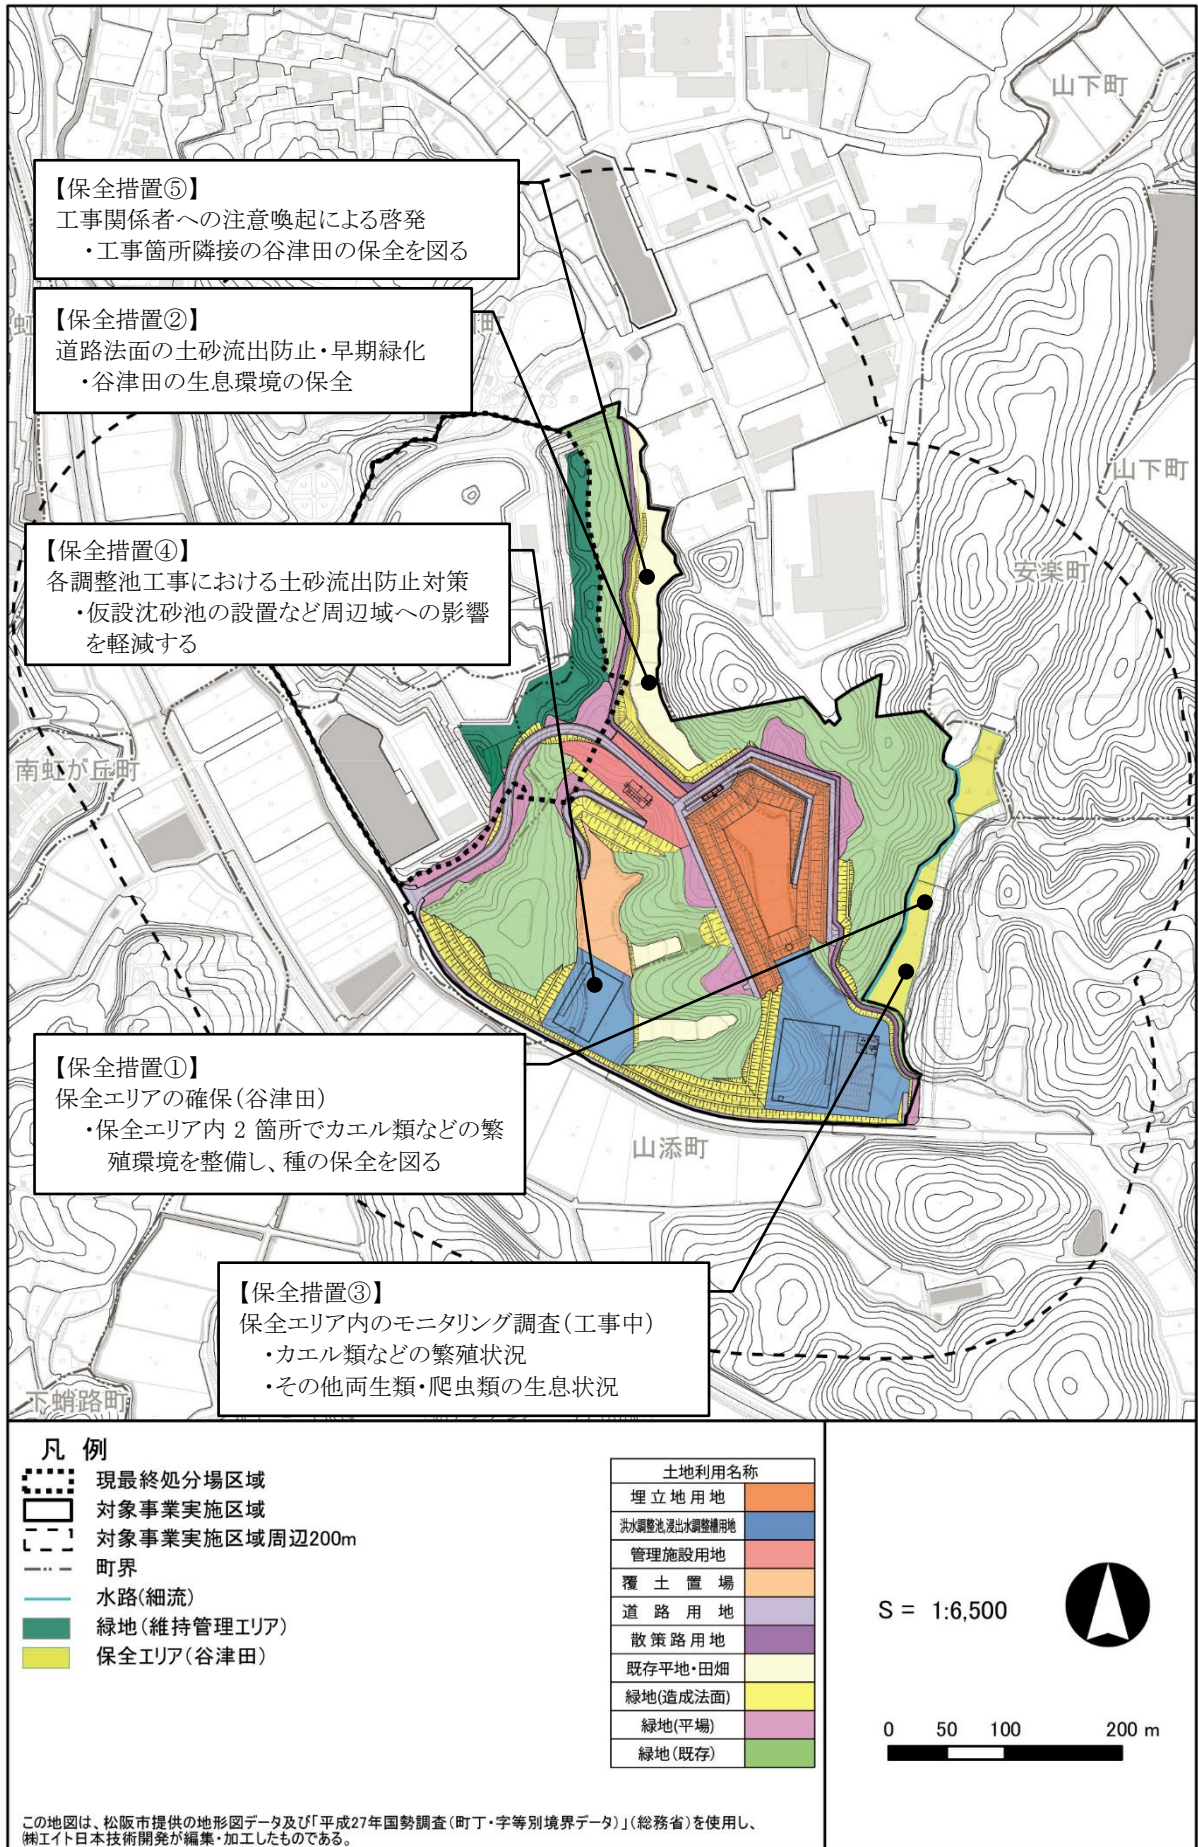 山下町
【保全措置⑤】
工事関係者への注意喚起による啓発
・工事箇所隣接の谷津田の保全を図る
【保全措置②】
道路法面の土砂流出防止・早期緑化
・谷津田の生息環境の保全
虹
町
山下町
【保全措置④】
各調整池工事における土砂流出防止対策
・仮設沈砂池の設置など周辺域への影響
を軽減する
安楽町
南虹が丘町
【保全措置①】
保全エリアの確保(谷津田)
・保全エリア内 2 箇所でカエル類などの繁
殖環境を整備し、種の保全を図る
山添町
【保全措置③】
保全エリア内のモニタリング調査(工事中)
・カエル類などの繁殖状況
・その他両生類・爬虫類の生息状況
下蛸路町
凡 例
現最終処分場区域
対象事業実施区域
対象事業実施区域周辺200m
町界
水路(細流)
緑地(維持管理エリア)
保全エリア(谷津田)
土地利用名称
埋立地用地
洪水調整池,浸出水調整槽用地
管理施設用地
覆土置場
道路用地
散策路用地
既存平地・田畑
緑地(造成法面)
緑地(平場)
緑地(既存)
S = 1:6,500
0 50 100 200 m
この地図は、松阪市提供の地形図データ及び「平成27年国勢調査(町丁・字等別境界データ)」(総務省)を使用し、
㈱エイト日本技術開発が編集・加工したものである。